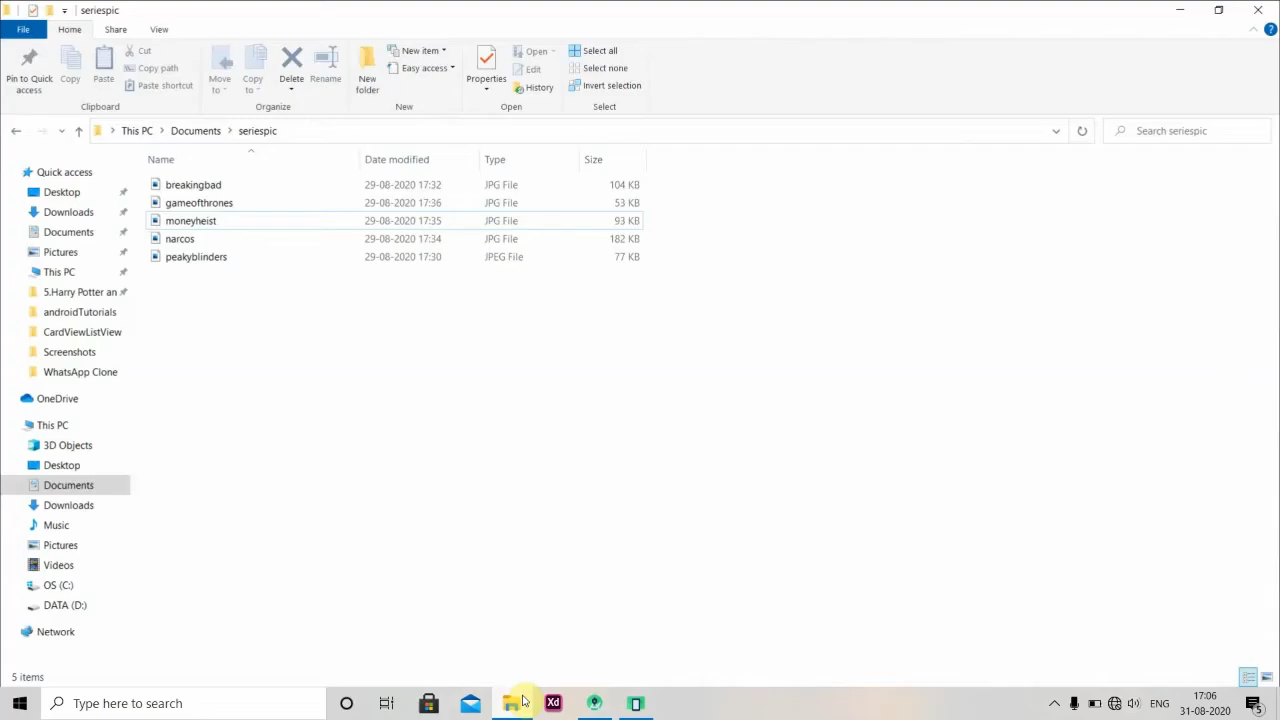 seriespic
File Home Share View
Pin to Quick access
Copy
Paste
Cut
Copy path
Paste shortcut
Clipboard
Move to
Copy to
Delete
Rename
Organize
New folder
New item
Easy access
New
Properties
Open
Edit
History
Open
Select all
Select none
Invert selection
Select
This PC Documents seriespic
Search seriespic
Name Date modified Type Size
breakingbad 29-08-2020 17:32 JPG File 104 KB
gameofthrones 29-08-2020 17:36 JPG File 53 KB
moneyheist 29-08-2020 17:35 JPG File 93 KB
narcos 29-08-2020 17:34 JPG File 182 KB
peakyblinders 29-08-2020 17:30 JPEG File 77 KB
Quick access
Desktop
Downloads
Documents
Pictures
This PC
5.Harry Potter an
androidTutorials
CardViewListView
Screenshots
WhatsApp Clone
OneDrive
This PC
3D Objects
Desktop
Documents
Downloads
Music
Pictures
Videos
OS (C:)
DATA (D:)
Network
5 items
Type here to search
Xd
ENG
17:06
31-08-2020
5